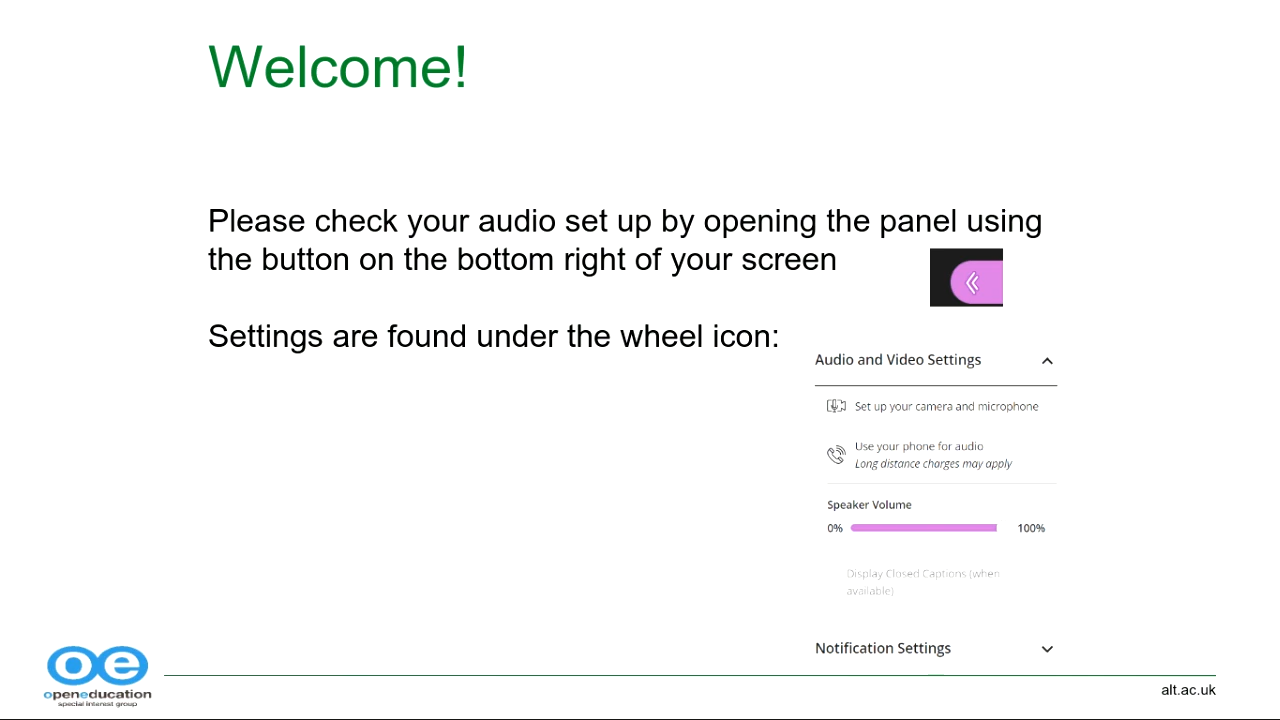 Welcome!
Please check your audio set up by opening the panel using
the button on the bottom right of your screen
Settings are found under the wheel icon:
Audio and Video Settings
Set up your camera and microphone
Use your phone for audio
Long distance charges may apply
Speaker Volume
0% 100%
Display Closed Captions (when
available)
Notification Settings
oe
openeducation
special interest group
alt.ac.uk